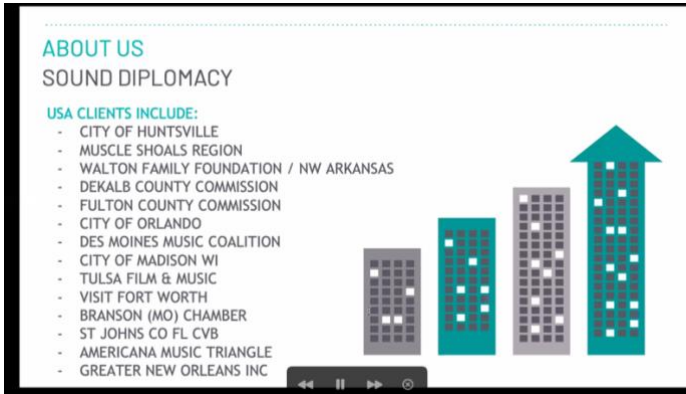 ABOUT US
SOUND DIPLOMACY
USA CLIENTS INCLUDE:
- CITY OF HUNTSVILLE
- MUSCLE SHOALS REGION
- WALTON FAMILY FOUNDATION / NW ARKANSAS
- DEKALB COUNTY COMMISSION
- FULTON COUNTY COMMISSION
- CITY OF ORLANDO
- DES MOINES MUSIC COALITION
- CITY OF MADISON WI
- TULSA FILM & MUSIC
- VISIT FORT WORTH
- BRANSON (MO) CHAMBER
- ST JOHNS CO FL CVB
- AMERICANA MUSIC TRIANGLE
- GREATER NEW ORLEANS INC